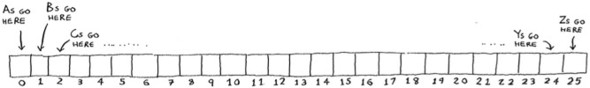 As GO HERE
Bs GO HERE
Cs GO HERE
Ys GO HERE
Zs GO HERE
0 1 2 3 4 5 6 7 8 9 10 11 12 13 14 15 16 17 18 19 20 21 22 23 24 25